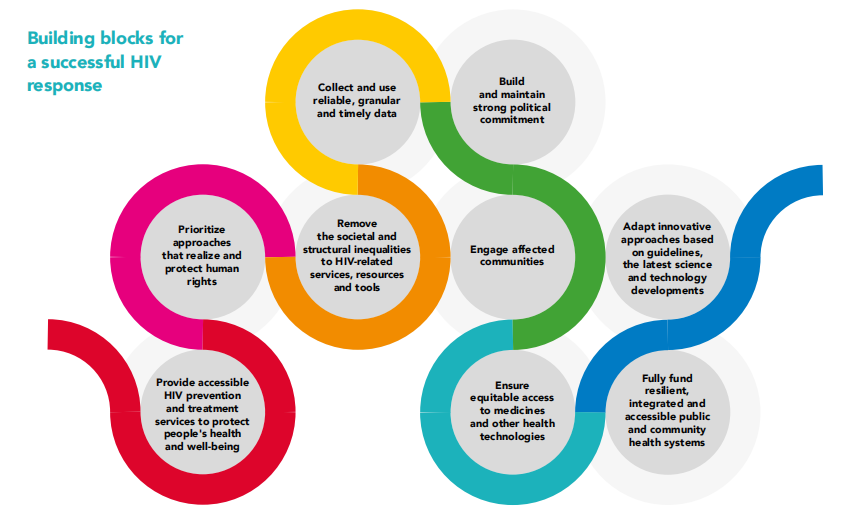 Building blocks for
a successful HIV
response
Collect and use
reliable, granular
and timely data
Build
and maintain
strong political
commitment
Prioritize
approaches
that realize and
protect human
rights
Remove
the societal and
structural inequalities
to HIV-related
services, resources
and tools
Engage affected
communities
Adapt innovative
approaches based
on guidelines,
the latest science
and technology
developments
Provide accessible
HIV prevention
and treatment
services to protect
people's health
and well-being
Ensure
equitable access
to medicines
and other health
technologies
Fully fund
resilient,
integrated and
accessible public
and community
health systems